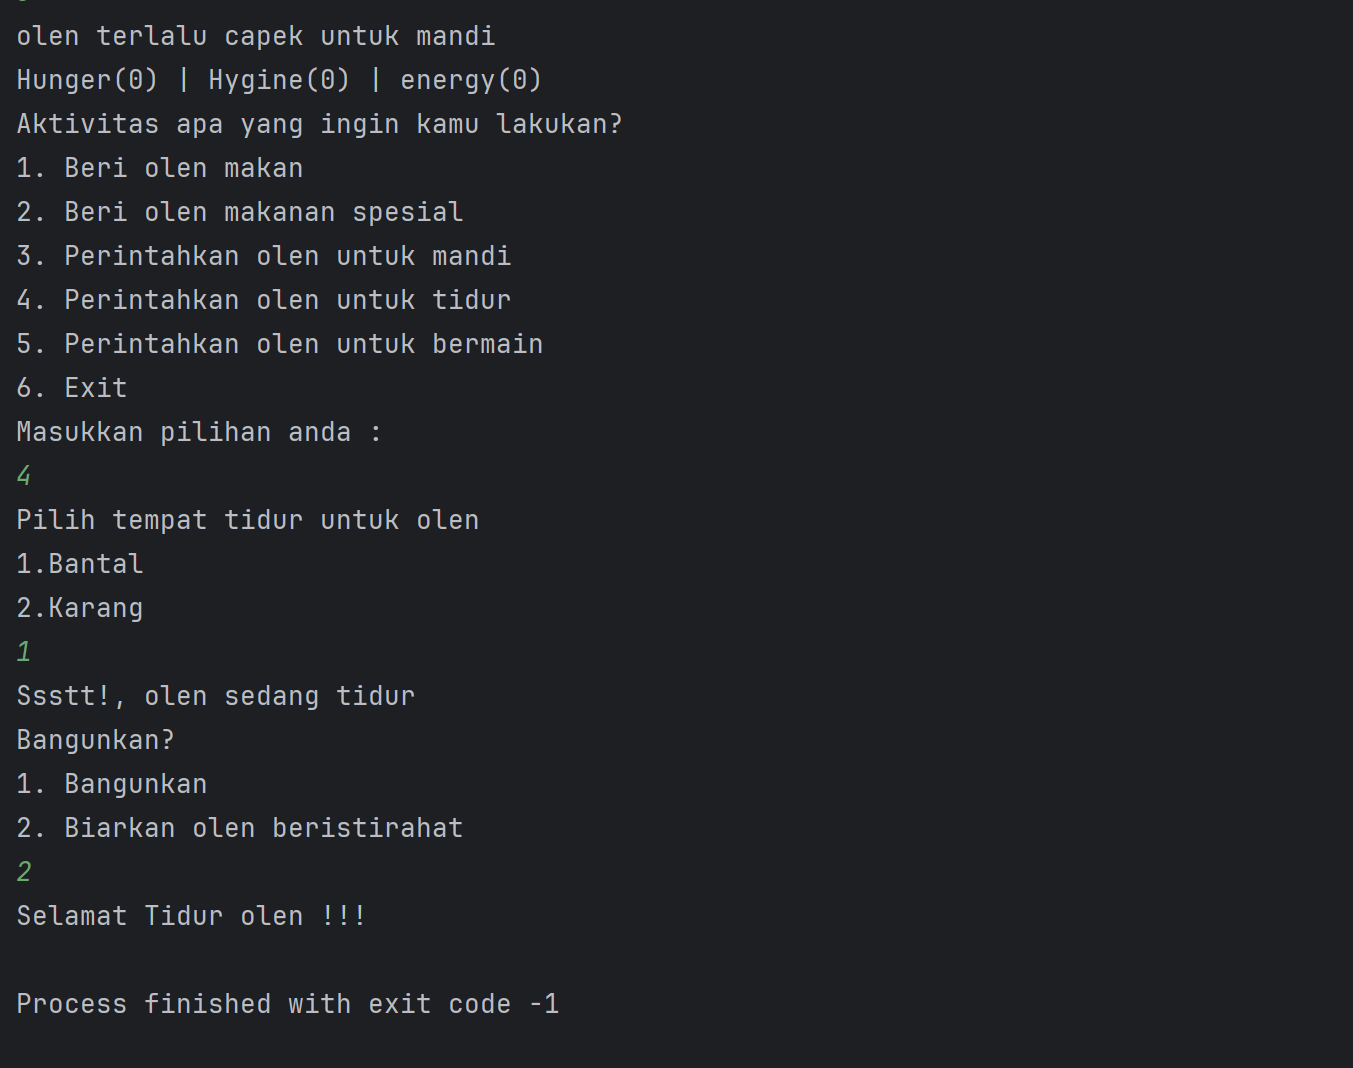 olen terlalu capek untuk mandi
Hunger(0) | Hygine(0) | energy(0)
Aktivitas apa yang ingin kamu lakukan?
1. Beri olen makan
2. Beri olen makanan spesial
3. Perintahkan olen untuk mandi
4. Perintahkan olen untuk tidur
5. Perintahkan olen untuk bermain
6. Exit
Masukkan pilihan anda :
4
Pilih tempat tidur untuk olen
1.Bantal
2.Karang
1
Ssstt!, olen sedang tidur
Bangunkan?
1. Bangunkan
2. Biarkan olen beristirahat
2
Selamat Tidur olen !!!
Process finished with exit code -1